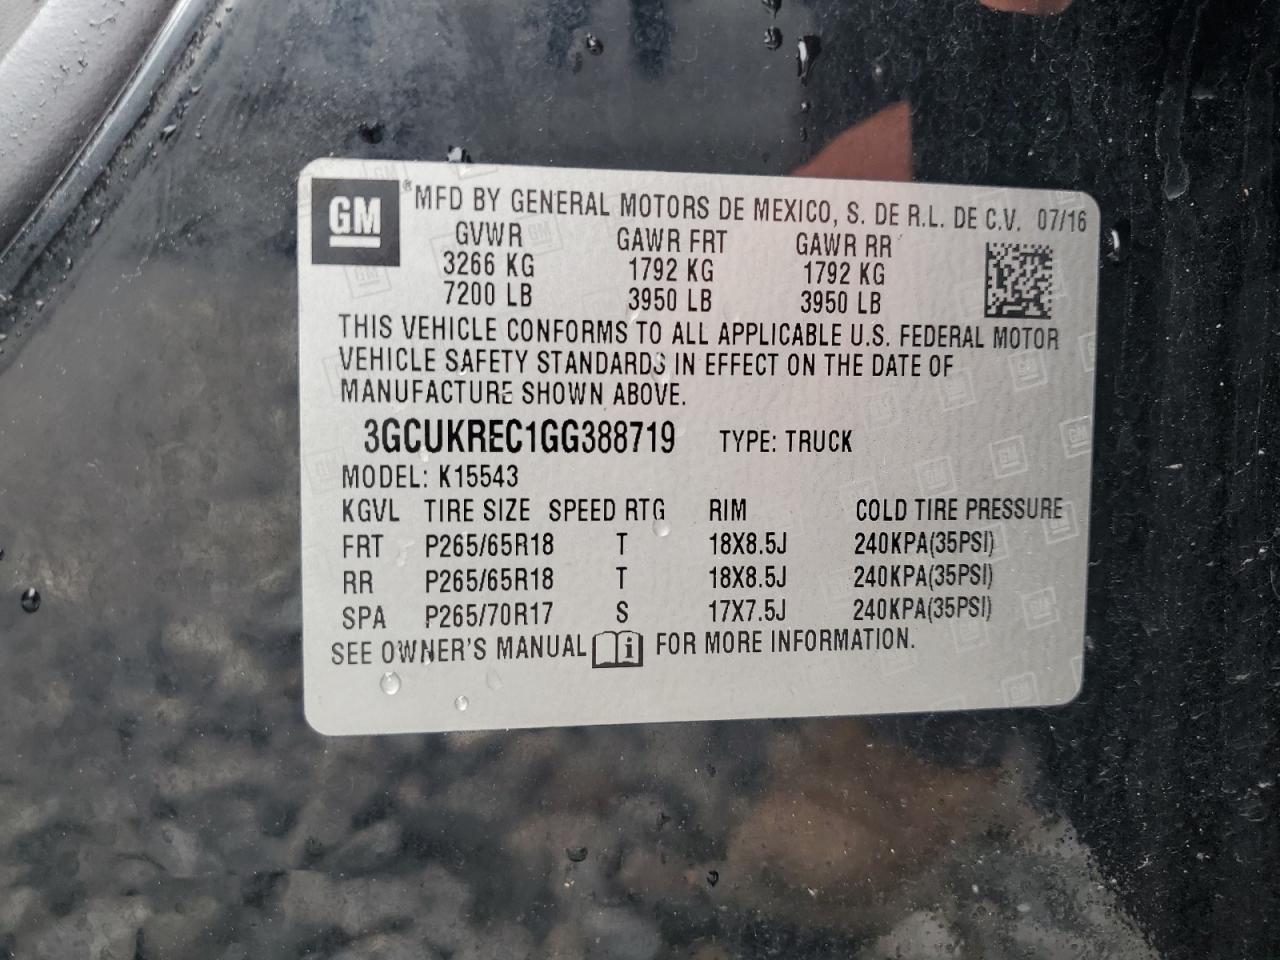 GM ® MFD BY GENERAL MOTORS DE MEXICO, S. DE R.L. DE C.V. 07/16
GVWR GAWR FRT GAWR RR
3266 KG 1792 KG 1792 KG
7200 LB 3950 LB 3950 LB
THIS VEHICLE CONFORMS TO ALL APPLICABLE U.S. FEDERAL MOTOR
VEHICLE SAFETY STANDARDS IN EFFECT ON THE DATE OF
MANUFACTURE SHOWN ABOVE.
3GCUKREC1GG388719 TYPE: TRUCK
MODEL: K15543
KGVL TIRE SIZE SPEED RTG RIM COLD TIRE PRESSURE
FRT P265/65R18 T 18X8.5J 240KPA(35PSI)
RR P265/65R18 T 18X8.5J 240KPA(35PSI)
SPA P265/70R17 S 17X7.5J 240KPA(35PSI)
SEE OWNER'S MANUAL i FOR MORE INFORMATION.